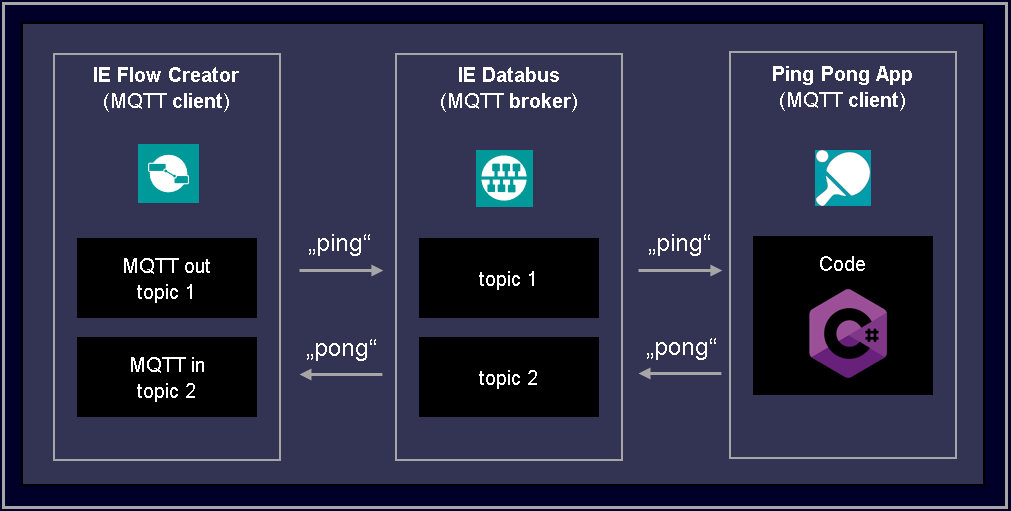 IE Flow Creator
(MQTT client)
IE Databus
(MQTT broker)
Ping Pong App
(MQTT client)
MQTT out
topic 1
„ping“
topic 1
„ping“
Code
C#
MQTT in
topic 2
„pong“
topic 2
„pong“